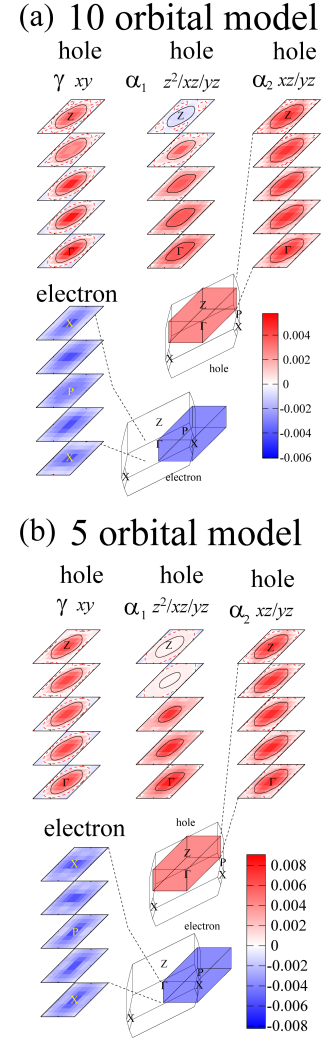 (a) 10 orbital model
hole hole hole
γ xy α1 z²/xz/yz α2 xz/yz
Z Z Z
Γ Γ Γ
electron
X
P
X
Z
Γ
P
X
X
hole
Z
Γ
P
X
X
electron
0.004
0.002
0
-0.002
-0.004
-0.006
(b) 5 orbital model
hole hole hole
γ xy α1 z²/xz/yz α2 xz/yz
Z Z Z
Γ Γ Γ
electron
X
P
X
hole
Z
Γ
P
X
X
electron
Z
Γ
P
X
X
0.008
0.006
0.004
0.002
0
-0.002
-0.004
-0.006
-0.008